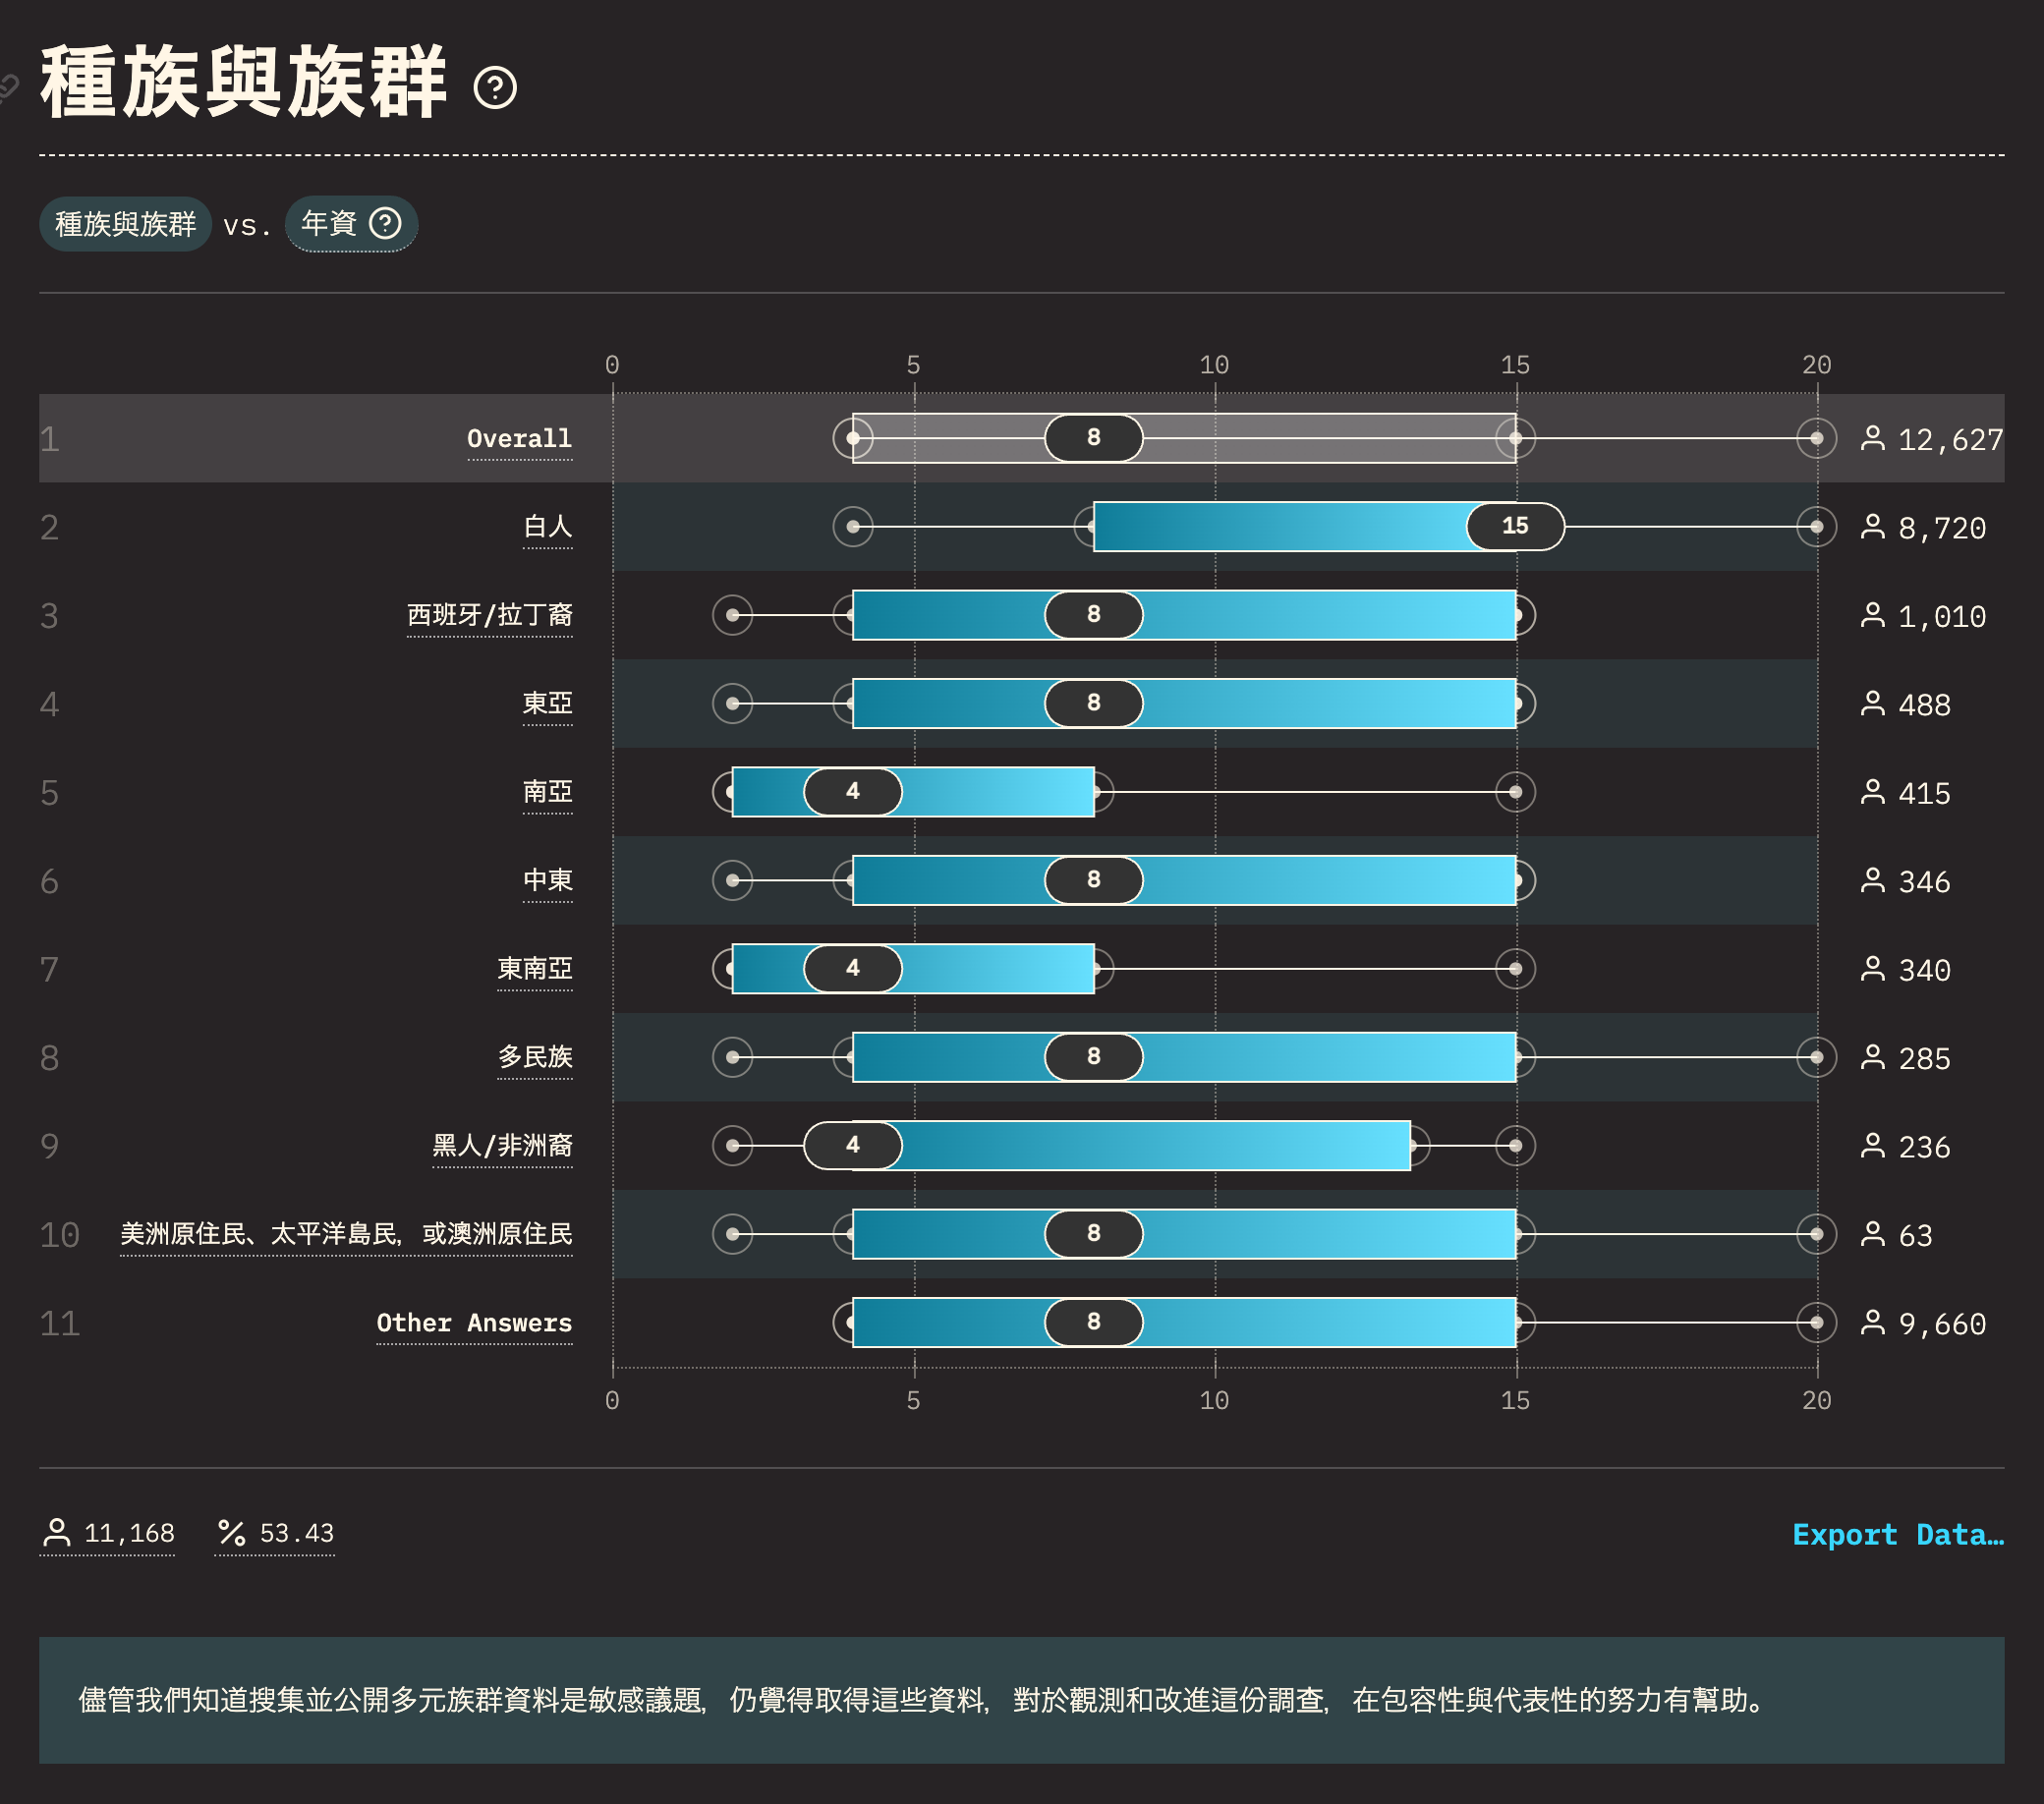 種族與族群
種族與族群 vs. 年資
0 5 10 15 20
1 Overall 8 12,627
2 白人 15 8,720
3 西班牙/拉丁裔 8 1,010
4 東亞 8 488
5 南亞 4 415
6 中東 8 346
7 東南亞 4 340
8 多民族 8 285
9 黑人/非洲裔 4 236
10 美洲原住民、太平洋島民，或澳洲原住民 8 63
11 Other Answers 8 9,660
0 5 10 15 20
11,168 % 53.43 Export Data…
儘管我們知道搜集並公開多元族群資料是敏感議題，仍覺得取得這些資料，對於觀測和改進這份調查，在包容性與代表性的努力有幫助。